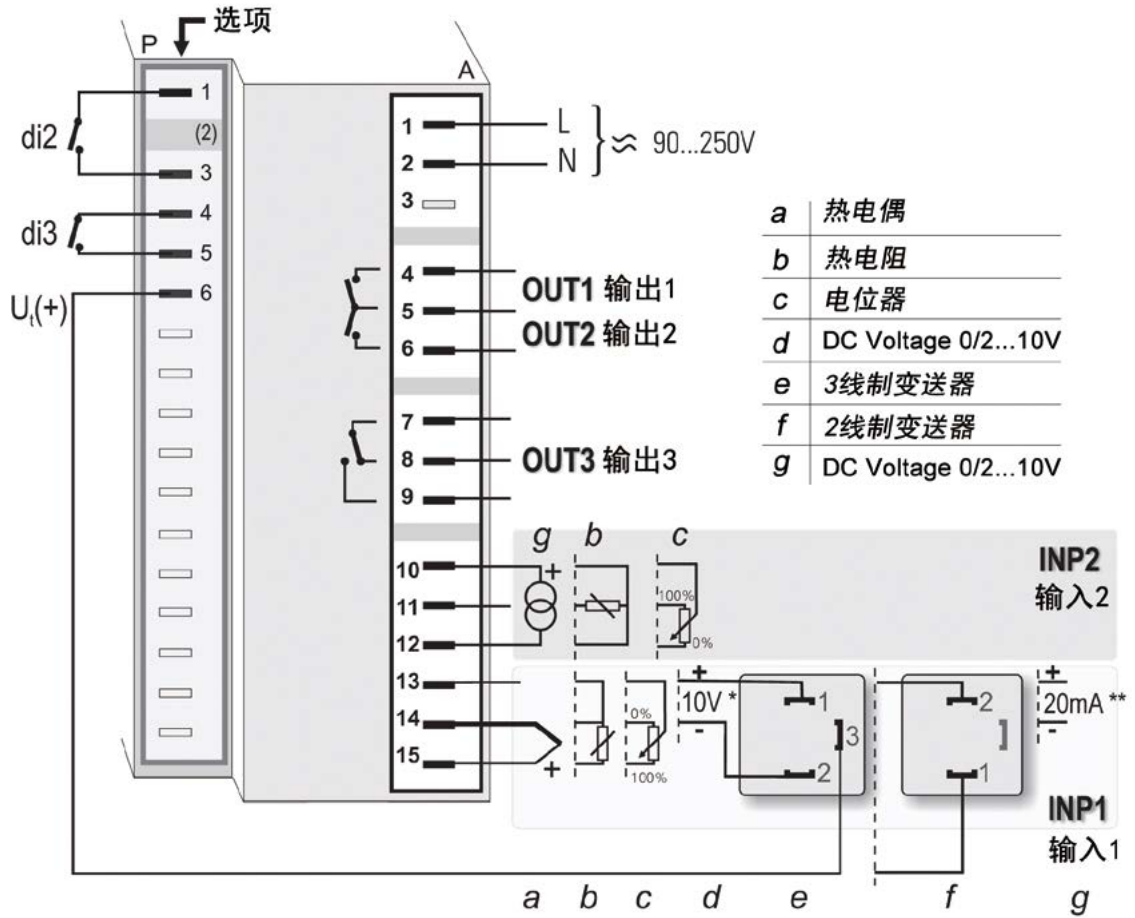 选项
P
A
1
(2)
3
4
5
6
di2
di3
Uₜ(+)
1
2
3
4
5
6
7
8
9
10
11
12
13
14
15
L
N
90...250V
OUT1 输出1
OUT2 输出2
OUT3 输出3
a 热电偶
b 热电阻
c 电位器
d DC Voltage 0/2...10V
e 3线制变送器
f 2线制变送器
g DC Voltage 0/2...10V
g b c
+
100%
0%
INP2
输入2
+
0%
100%
+
10V *
-
1
3
2
2
1
+
20mA **
-
INP1
输入1
a b c d e f g